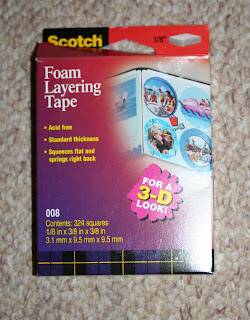 Scotch
1/8"
Foam
Layering
Tape
• Acid free
• Standard thickness
• Squeezes flat and
springs right back
FOR A
3-D
LOOK!
008
Contents: 324 squares
1/8 in x 3/8 in x 3/8 in
3.1 mm x 9.5 mm x 9.5 mm